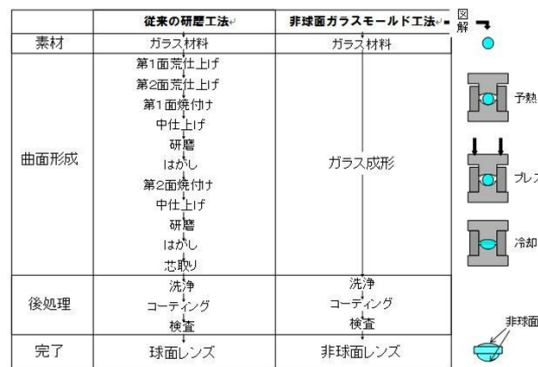 従来の研磨工法
非球面ガラスモールド工法
図解
素材
ガラス材料
ガラス材料
曲面形成
第1面荒仕上げ
第2面荒仕上げ
第1面焼付け
中仕上げ
研磨
はがし
第2面焼付け
中仕上げ
研磨
はがし
芯取り
ガラス成形
予熱
プレス
冷却
後処理
洗浄
コーティング
検査
洗浄
コーティング
検査
完了
球面レンズ
非球面レンズ
非球面